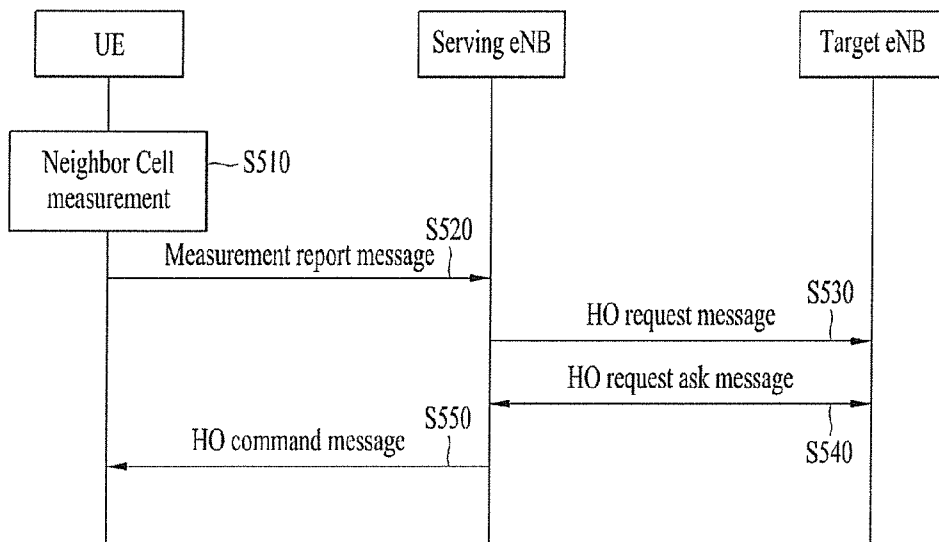 UE
Serving eNB
Target eNB
Neighbor Cell
measurement
S510
S520
Measurement report message
S530
HO request message
HO request ask message
S540
S550
HO command message